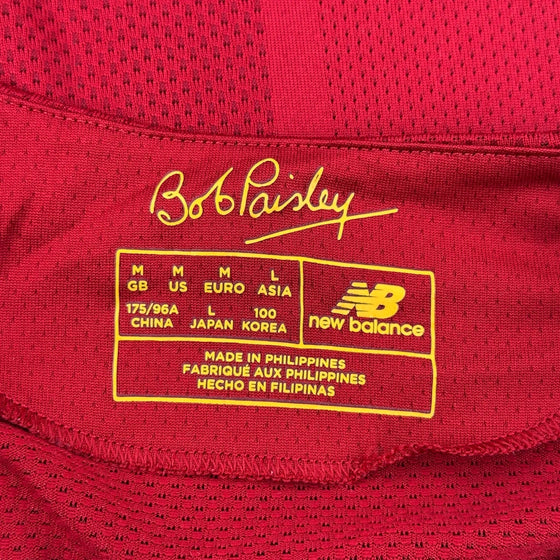 Bob Paisley
M M M L
GB US EURO ASIA
175/96A L 100
CHINA JAPAN KOREA
NB
new balance
MADE IN PHILIPPINES
FABRIQUÉ AUX PHILIPPINES
HECHO EN FILIPINAS